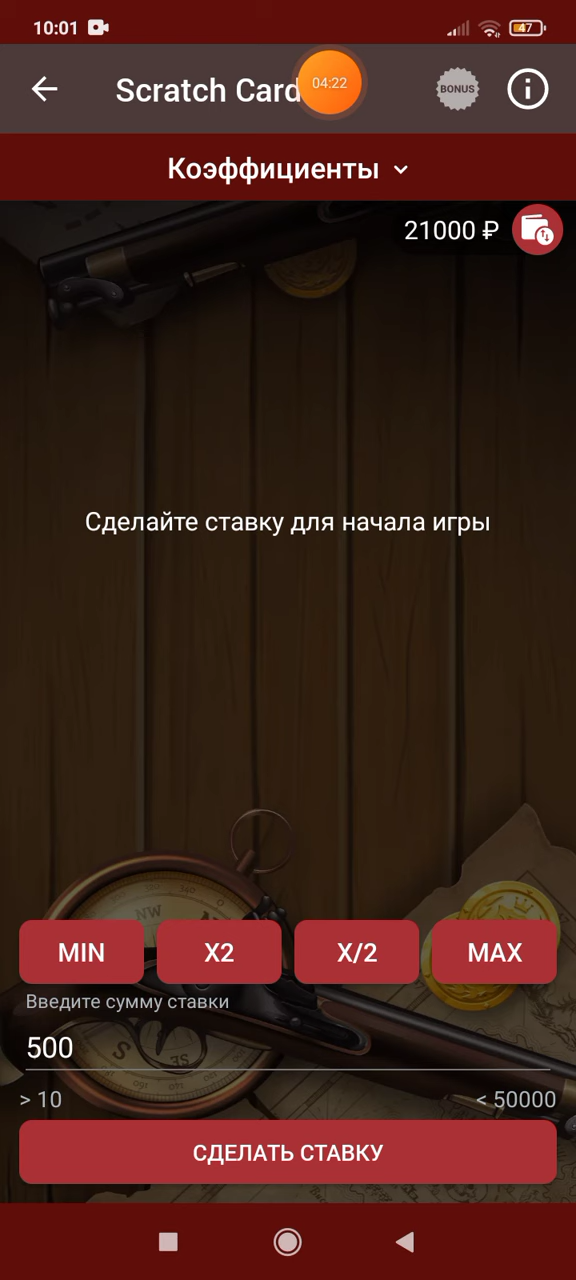 10:01
47
Scratch Card
04:22
BONUS
Коэффициенты
21000 ₽
Сделайте ставку для начала игры
MIN
X2
X/2
MAX
Введите сумму ставки
500
> 10
< 50000
СДЕЛАТЬ СТАВКУ